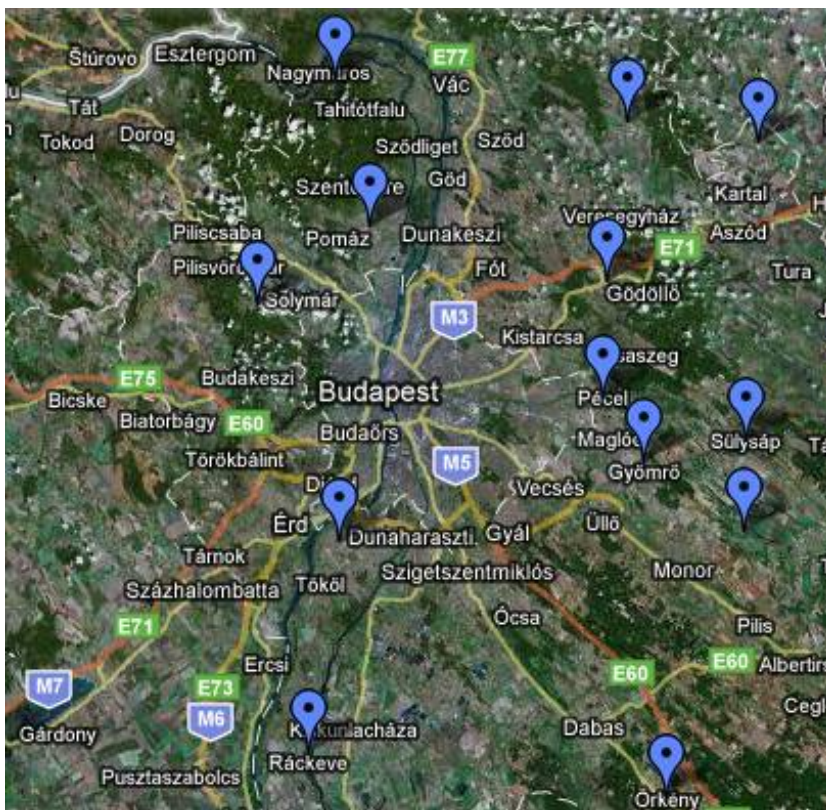 E77
Štúrovo
Esztergom
Nagymaros
Vác
Tát
Tahitótfalu
Tokod
Dorog
Sződliget
Sződ
Göd
Kartal
Piliscsaba
Pomáz
Dunakeszi
Veresegyház
Aszód
E71
Fót
Tura
Solymár
Gödöllő
M3
Kistarcsa
E75
Budakeszi
Budapest
Pécel
Bicske
Biatorbágy
E60
Budaörs
Sülysáp
Törökbálint
M5
Gyömrő
Vecsés
Érd
Dunaharaszti
Gyál
Üllő
Tárnok
Százhalombatta
Tököl
Szigetszentmiklós
Monor
E71
Ócsa
Pilis
Ercsi
E60
E60
M7
E73
M6
Gárdony
Dabas
Ráckeve
Pusztaszabolcs
Örkény